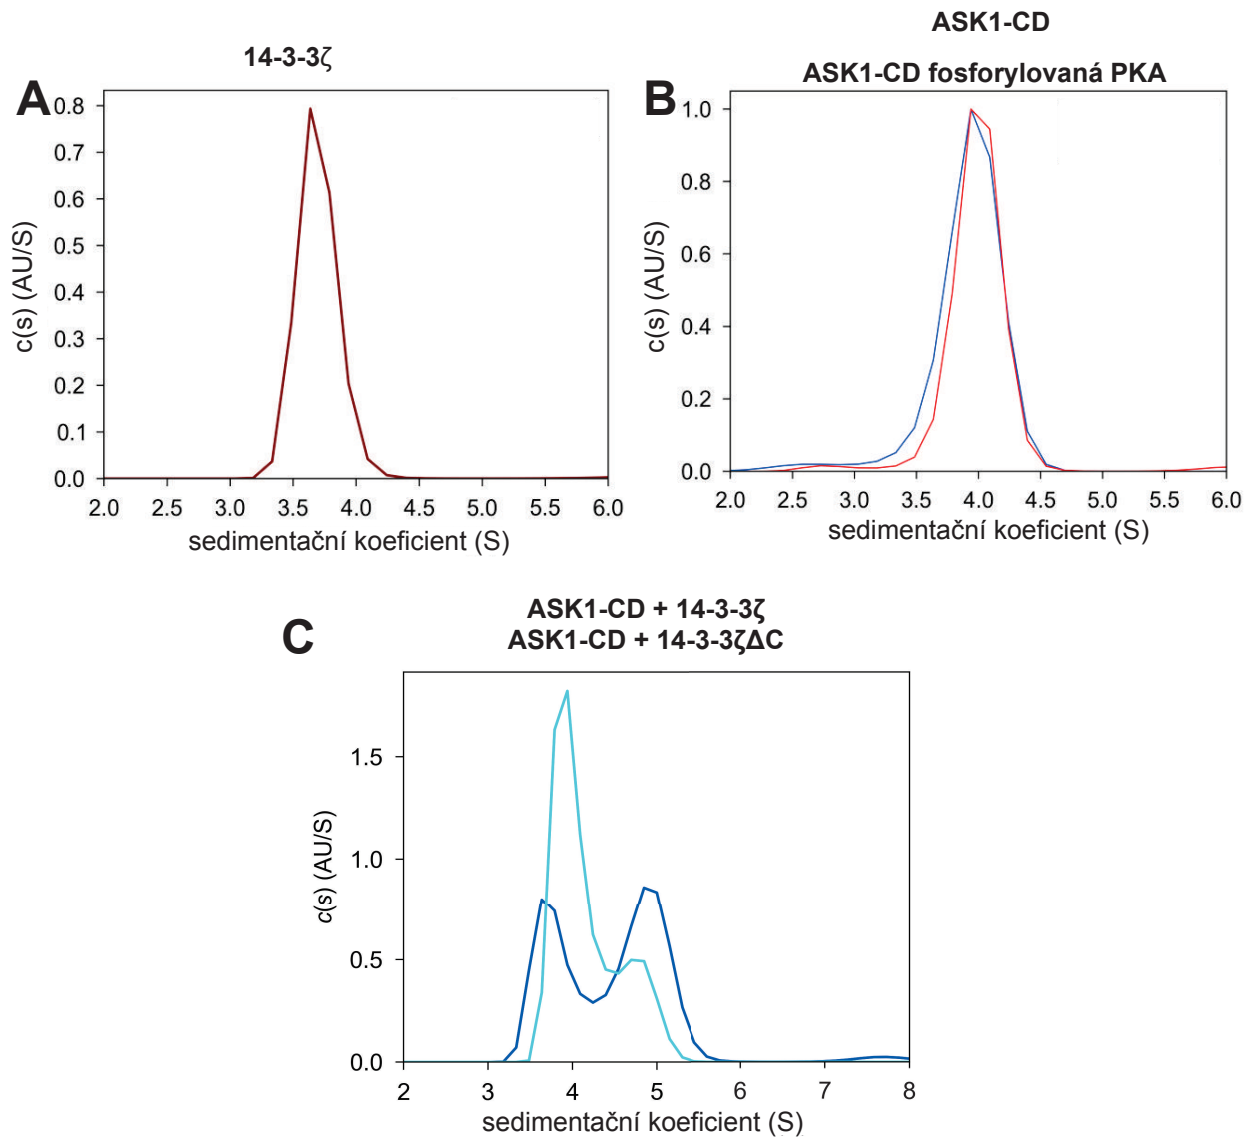 ASK1-CD
14-3-3ζ
ASK1-CD fosforylovaná PKA
A
B
0.8
0.7
0.6
0.5
0.4
0.3
0.2
0.1
0.0
c(s) (AU/S)
2.0 2.5 3.0 3.5 4.0 4.5 5.0 5.5 6.0
sedimentační koeficient (S)
1.0
0.8
0.6
0.4
0.2
0.0
c(s) (AU/S)
2.0 2.5 3.0 3.5 4.0 4.5 5.0 5.5 6.0
sedimentační koeficient (S)
C
ASK1-CD + 14-3-3ζ
ASK1-CD + 14-3-3ζΔC
1.5
1.0
0.5
0.0
c(s) (AU/S)
2 3 4 5 6 7 8
sedimentační koeficient (S)